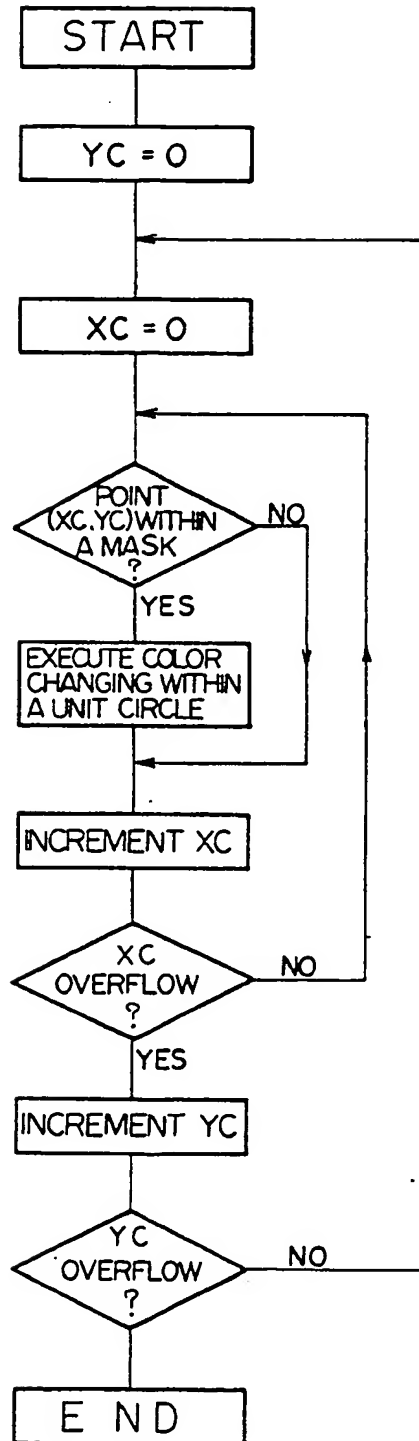 START
YC = 0
XC = 0
POINT
(XC.YC)WITHIN
A MASK
?
NO
YES
EXECUTE COLOR
CHANGING WITHIN
A UNIT CIRCLE
INCREMENT XC
XC
OVERFLOW
?
NO
YES
INCREMENT YC
YC
OVERFLOW
?
NO
END